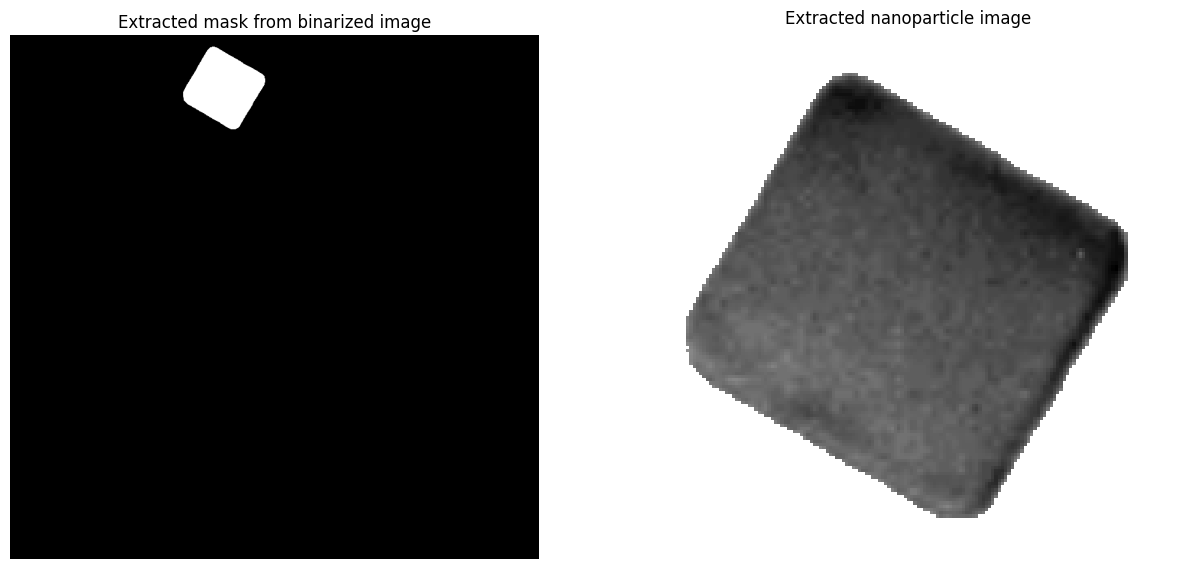 Extracted mask from binarized image
Extracted nanoparticle image